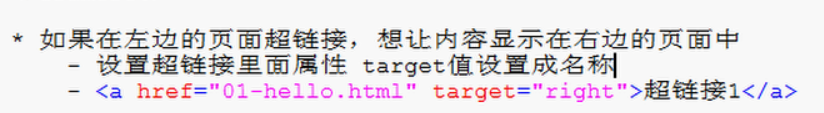 * 如果在左边的页面超链接，想让内容显示在右边的页面中
- 设置超链接里面属性 target值设置成名称
- <a href="01-hello.html" target="right">超链接1</a>